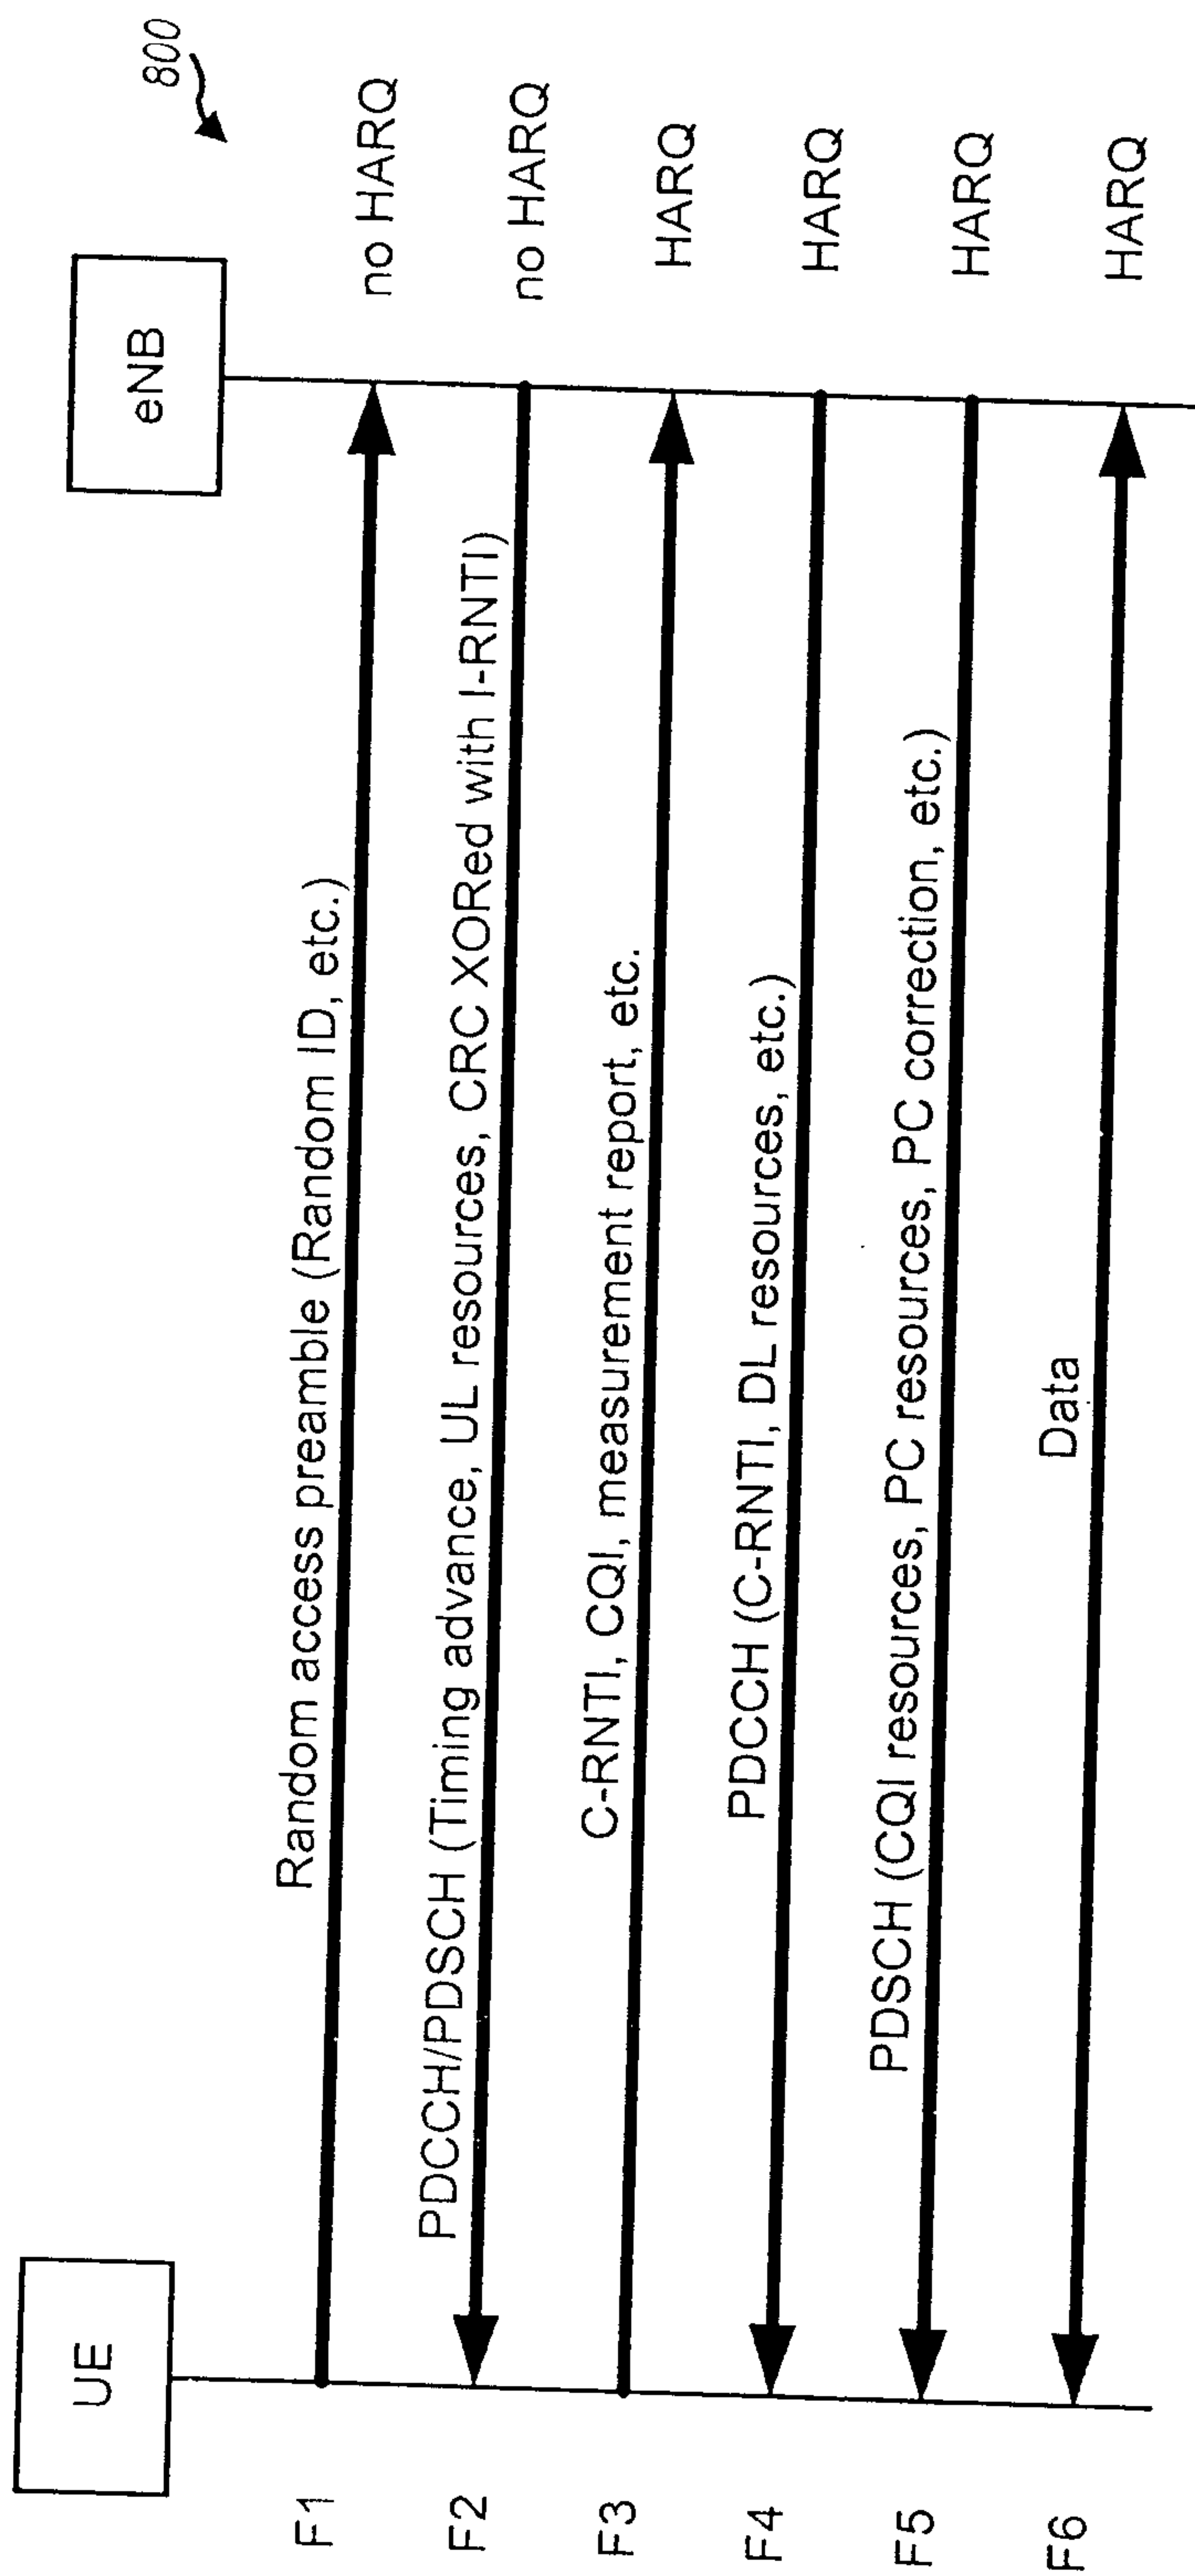 800
UE
eNB
F1
Random access preamble (Random ID, etc.)
no HARQ
F2
PDCCH/PDSCH (Timing advance, UL resources, CRC XORed with I-RNTI)
no HARQ
F3
C-RNTI, CQI, measurement report, etc.
HARQ
F4
PDCCH (C-RNTI, DL resources, etc.)
HARQ
F5
PDSCH (CQI resources, PC resources, PC correction, etc.)
HARQ
F6
Data
HARQ